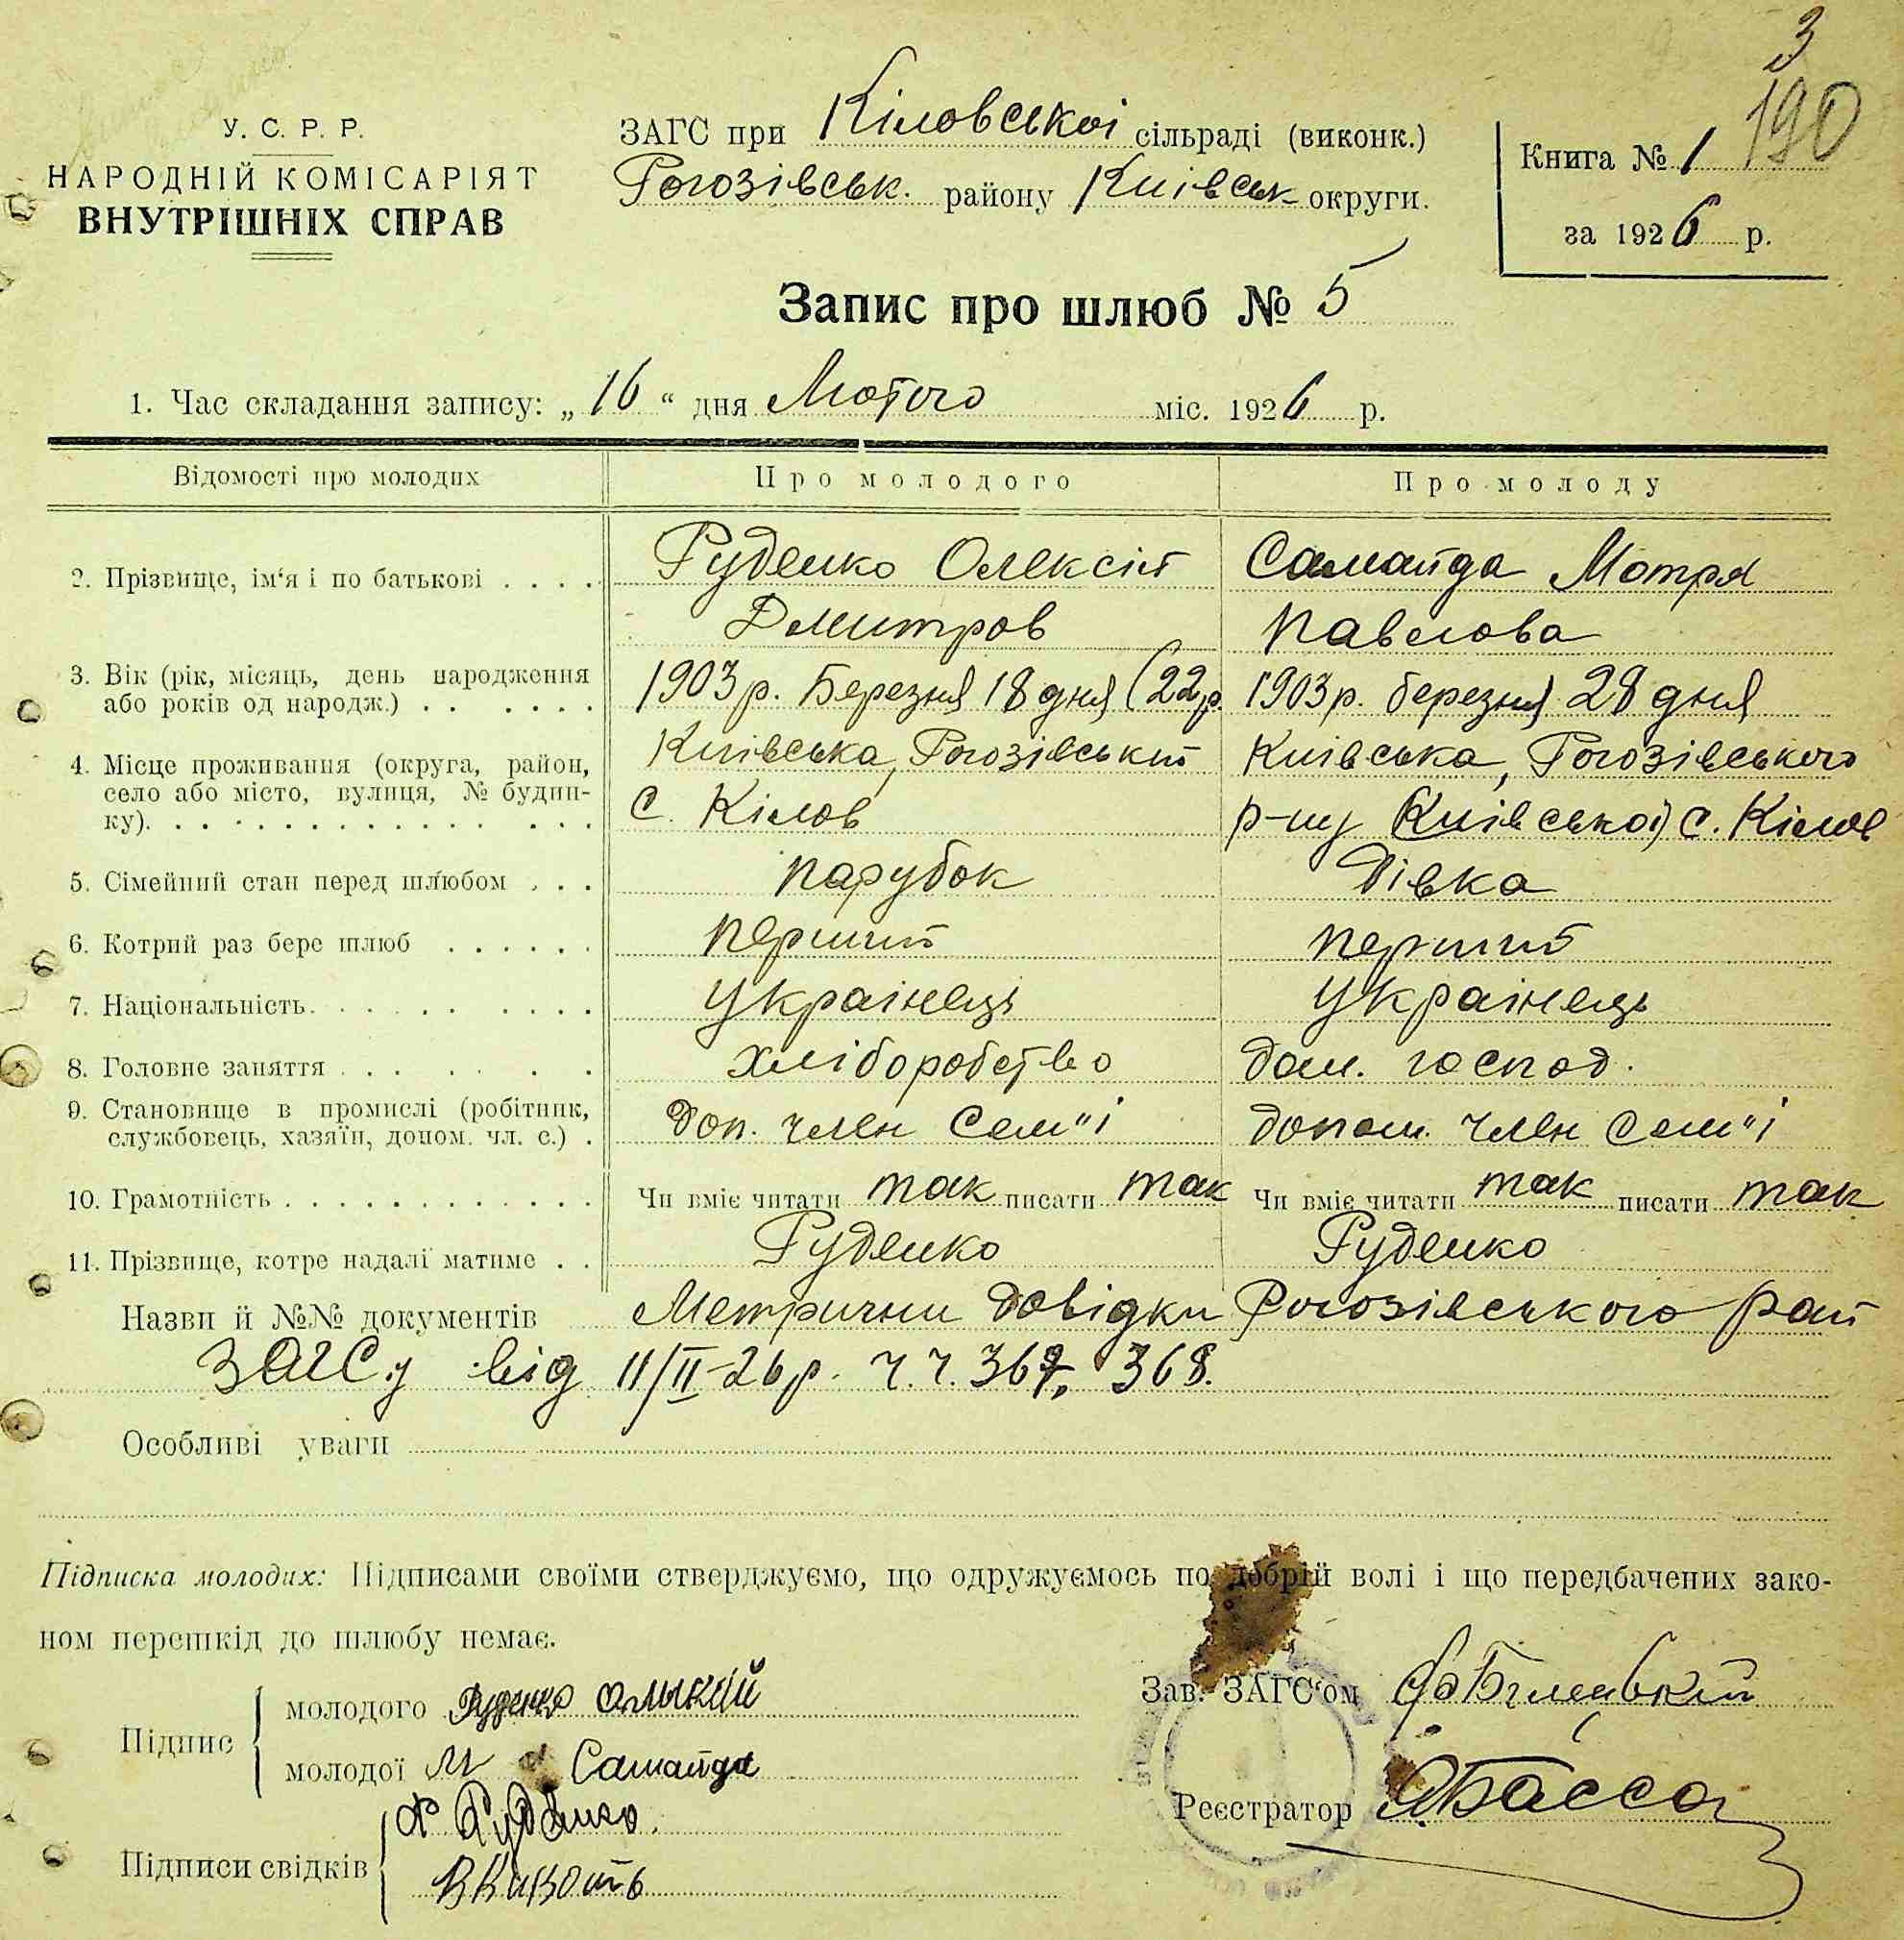 3
190
У. С. Р. Р.
НАРОДНІЙ КОМІСАРІЯТ
ВНУТРІШНІХ СПРАВ
ЗАГС при Кіловської сільраді (виконк.)
Рогозівськ. району Київськ округи.
Книга № 1
за 1926 р.
Запис про шлюб № 5
1. Час складання запису: „16“ дня Лютого міс. 1926 р.
Відомості про молодих Про молодого Про молоду
2. Прізвище, ім'я і по батькові . . . . Руденко Олексій Самайда Мотря
Дмитров Павлова
3. Вік (рік, місяць, день народження або років од народж.) . . . . . . 1903 р. Березня 18 дня (22 р. 1903 р. березня 28 дня
4. Місце проживання (округа, район, село або місто, вулиця, № будинку). Київська, Рогозівський Київська, Рогозівського
с. Кілов р-ну (Київської) с. Кілов
5. Сімейний стан перед шлюбом . . . парубок Дівка
6. Котрий раз бере шлюб . . . . . . перший перший
7. Національність. . . . . . . . . Українець Українець
8. Головне заняття . . . . . . Хліборобство дом. господ.
9. Становище в промислі (робітник, службовець, хазяїн, допом. чл. с.) . Доп. член Сем"і допом. член Сем"і
10. Грамотність . . . . . . . . . . . . Чи вміє читати так писати так Чи вміє читати так писати так
11. Прізвище, котре надалі матиме . . Руденко Руденко
Назви й №№ документів Метрични довідки Рогозівського рай
ЗАГСу від 11/II-26 р. ч.ч. 367, 368.
Особливі уваги
Підписка молодих: Підписами своїми стверджуємо, що одружуємось по добрій волі і що передбачених зако-
ном перешкід до шлюбу немає.
Підпис
молодого Руденко
молодої М Самайда
Підписи свідків
Руденко
Зав. ЗАГС'ом
Реєстратор Басса